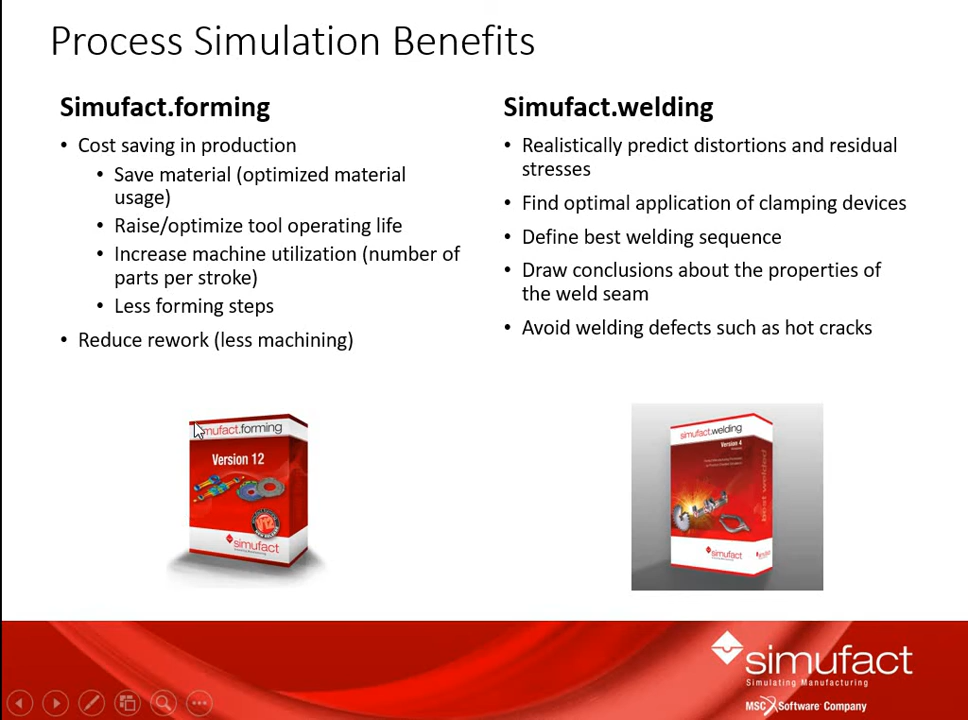 Process Simulation Benefits
Simufact.forming
• Cost saving in production
• Save material (optimized material
usage)
• Raise/optimize tool operating life
• Increase machine utilization (number of
parts per stroke)
• Less forming steps
• Reduce rework (less machining)
Simufact.welding
• Realistically predict distortions and residual
stresses
• Find optimal application of clamping devices
• Define best welding sequence
• Draw conclusions about the properties of
the weld seam
• Avoid welding defects such as hot cracks
mufact.forming
Version 12
simufact
simufact.welding
Version 4
Best welded
simufact
simufact
Simulating Manufacturing
MSC Software Company